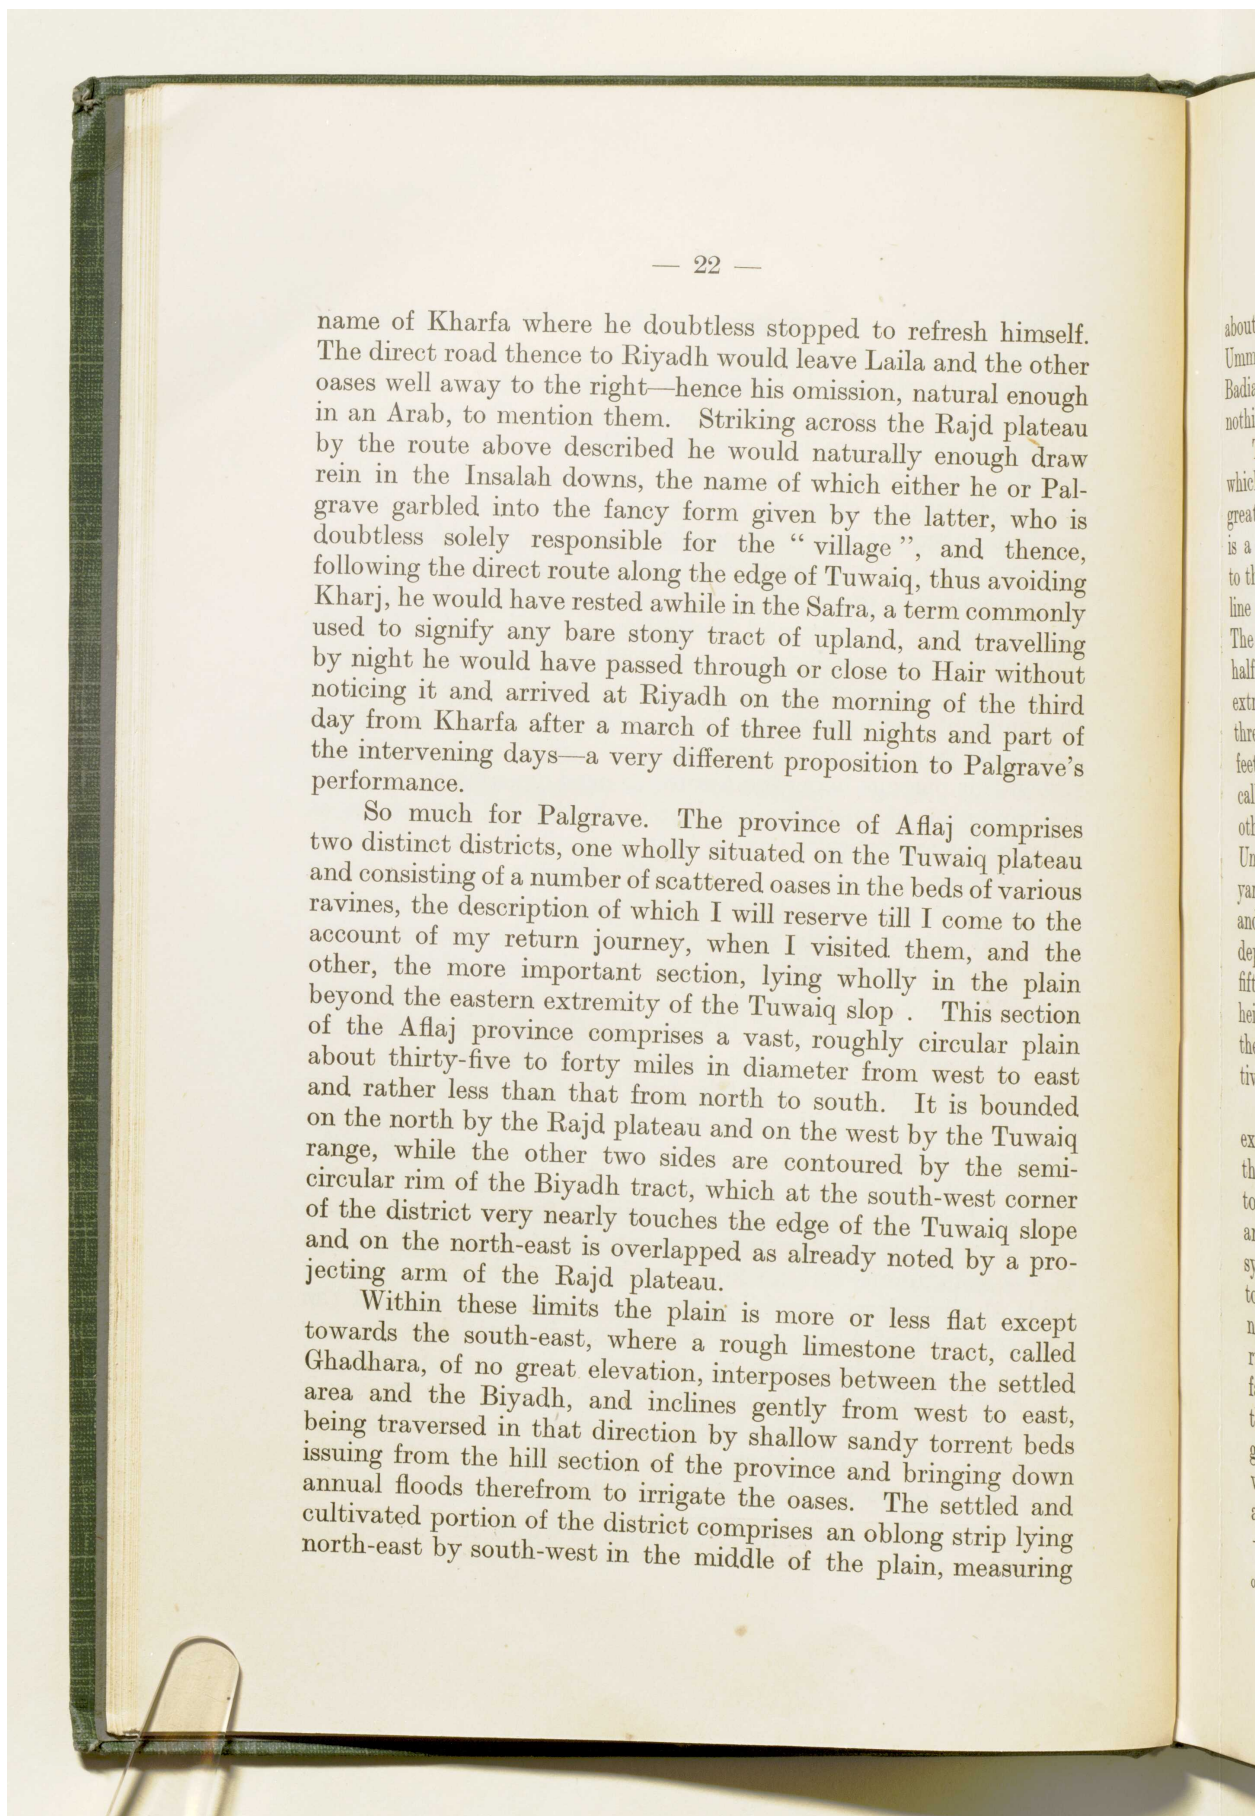 — 22 —
name of Kharfa where he doubtless stopped to refresh himself.
The direct road thence to Riyadh would leave Laila and the other
oases well away to the right—hence his omission, natural enough
in an Arab, to mention them. Striking across the Rajd plateau
by the route above described he would naturally enough draw
rein in the Insalah downs, the name of which either he or Pal-
grave garbled into the fancy form given by the latter, who is
doubtless solely responsible for the “ village ”, and thence,
following the direct route along the edge of Tuwaiq, thus avoiding
Kharj, he would have rested awhile in the Safra, a term commonly
used to signify any bare stony tract of upland, and travelling
by night he would have passed through or close to Hair without
noticing it and arrived at Riyadh on the morning of the third
day from Kharfa after a march of three full nights and part of
the intervening days—a very different proposition to Palgrave’s
performance.
So much for Palgrave. The province of Aflaj comprises
two distinct districts, one wholly situated on the Tuwaiq plateau
and consisting of a number of scattered oases in the beds of various
ravines, the description of which I will reserve till I come to the
account of my return journey, when I visited them, and the
other, the more important section, lying wholly in the plain
beyond the eastern extremity of the Tuwaiq slop . This section
of the Aflaj province comprises a vast, roughly circular plain
about thirty-five to forty miles in diameter from west to east
and rather less than that from north to south. It is bounded
on the north by the Rajd plateau and on the west by the Tuwaiq
range, while the other two sides are contoured by the semi-
circular rim of the Biyadh tract, which at the south-west corner
of the district very nearly touches the edge of the Tuwaiq slope
and on the north-east is overlapped as already noted by a pro-
jecting arm of the Rajd plateau.
Within these limits the plain is more or less flat except
towards the south-east, where a rough limestone tract, called
Ghadhara, of no great elevation, interposes between the settled
area and the Biyadh, and inclines gently from west to east,
being traversed in that direction by shallow sandy torrent beds
issuing from the hill section of the province and bringing down
annual floods therefrom to irrigate the oases. The settled and
cultivated portion of the district comprises an oblong strip lying
north-east by south-west in the middle of the plain, measuring